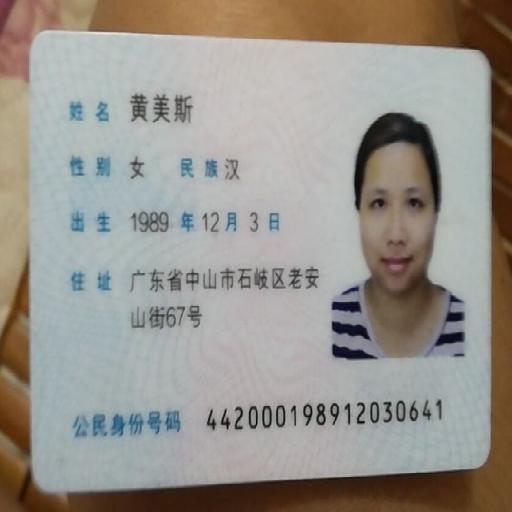 姓名 黄美斯
性别 女 民族 汉
出生 1989 年 12 月 3 日
住址 广东省中山市石岐区老安
山街67号
公民身份号码 442000198912030641